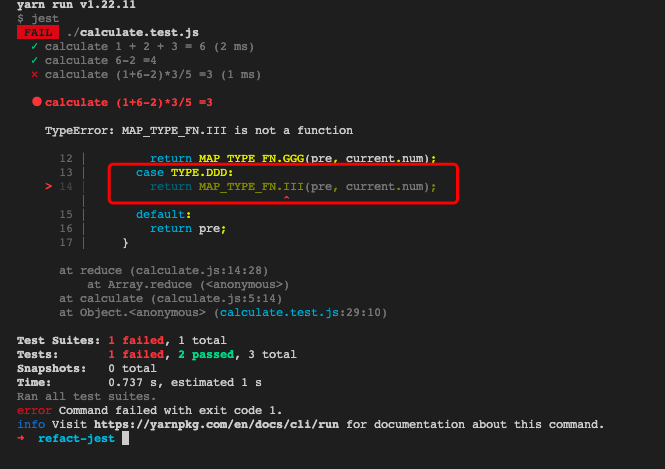 yarn run v1.22.11
$ jest
FAIL ./calculate.test.js
✓ calculate 1 + 2 + 3 = 6 (2 ms)
✓ calculate 6-2 =4
✕ calculate (1+6-2)*3/5 =3 (1 ms)
● calculate (1+6-2)*3/5 =3
TypeError: MAP_TYPE_FN.III is not a function
12 |         return MAP_TYPE_FN.GGG(pre, current.num);
13 |       case TYPE.DDD:
> 14 |         return MAP_TYPE_FN.III(pre, current.num);
|                            ^
15 |       default:
16 |         return pre;
17 |     }
at reduce (calculate.js:14:28)
at Array.reduce (<anonymous>)
at calculate (calculate.js:5:14)
at Object.<anonymous> (calculate.test.js:29:10)
Test Suites: 1 failed, 1 total
Tests:       1 failed, 2 passed, 3 total
Snapshots:   0 total
Time:        0.737 s, estimated 1 s
Ran all test suites.
error Command failed with exit code 1.
info Visit https://yarnpkg.com/en/docs/cli/run for documentation about this command.
➜  refact-jest